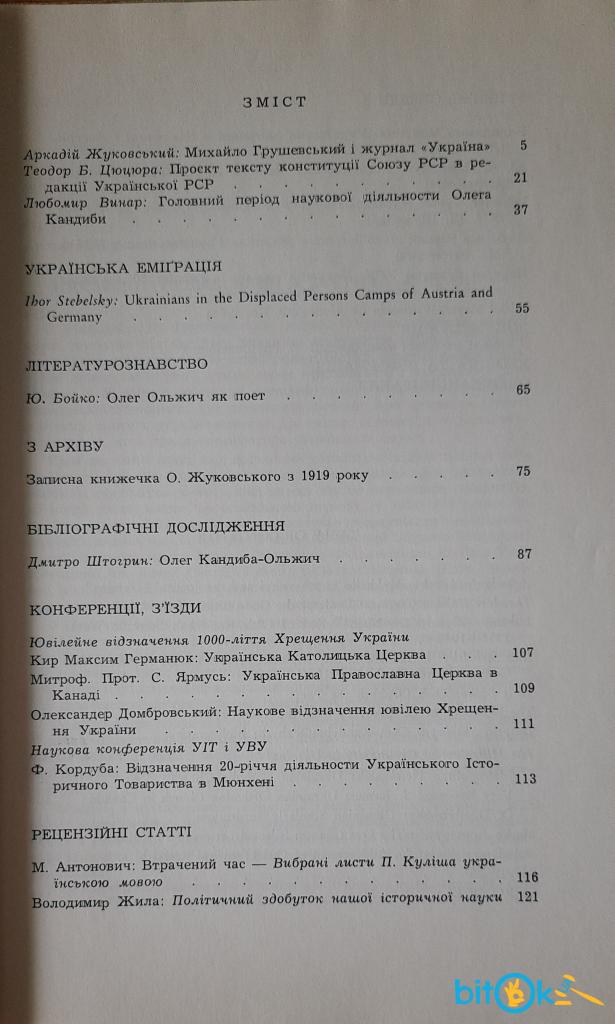 ЗМІСТ
Аркадій Жуковський: Михайло Грушевський і журнал «Україна» 5
Теодор Б. Цюцюра: Проєкт тексту конституції Союзу РСР в ре-
дакції Української РСР . . . . . . . . . . 21
Любомир Винар: Головний період наукової діяльности Олега
Кандиби . . . . . . . . . . . . 37
УКРАЇНСЬКА ЕМІҐРАЦІЯ
Ihor Stebelsky: Ukrainians in the Displaced Persons Camps of Austria and
Germany . . . . . . . . . . . . 55
ЛІТЕРАТУРОЗНАВСТВО
Ю. Бойко: Олег Ольжич як поет . . . . . . . 65
З АРХІВУ
Записна книжечка О. Жуковського з 1919 року . . . . . 75
БІБЛІОГРАФІЧНІ ДОСЛІДЖЕННЯ
Дмитро Штогрин: Олег Кандиба-Ольжич . . . . . . 87
КОНФЕРЕНЦІЇ, З'ЇЗДИ
Ювілейне відзначення 1000-ліття Хрещення України
Кир Максим Германюк: Українська Католицька Церква . . . 107
Митроф. Прот. С. Ярмусь: Українська Православна Церква в
Канаді . . . . . . . . . . . . . 109
Олександер Домбровський: Наукове відзначення ювілею Хрещен-
ня України . . . . . . . . . . . 111
Наукова конференція УІТ і УВУ
Ф. Кордуба: Відзначення 20-річчя діяльности Українського Істо-
ричного Товариства в Мюнхені . . . . . . . 113
РЕЦЕНЗІЙНІ СТАТТІ
М. Антонович: Втрачений час — Вибрані листи П. Куліша укра-
їнською мовою . . . . . . . . . . 116
Володимир Жила: Політичний здобуток нашої історичної науки 121
bitok.ua